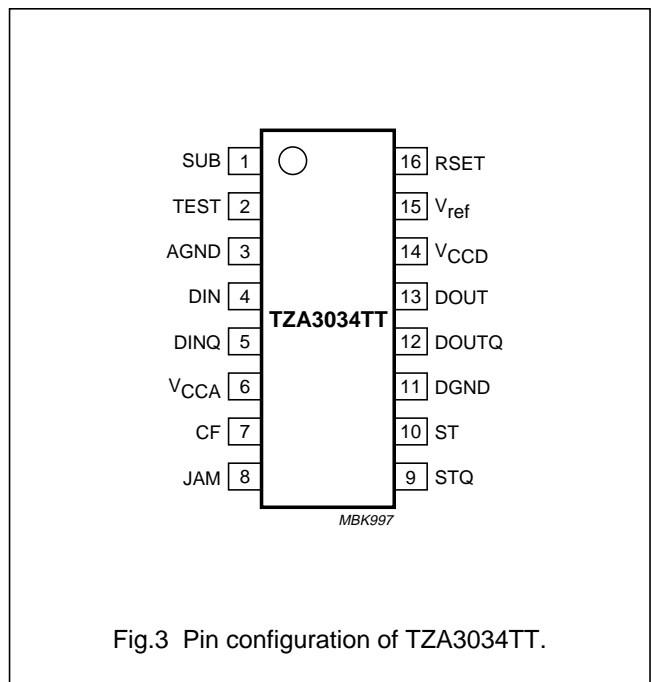 SUB 1 16 RSET
TEST 2 15 Vref
AGND 3 14 VCCD
DIN 4 13 DOUT
TZA3034TT
DINQ 5 12 DOUTQ
VCCA 6 11 DGND
CF 7 10 ST
JAM 8 9 STQ
MBK997
Fig.3 Pin configuration of TZA3034TT.